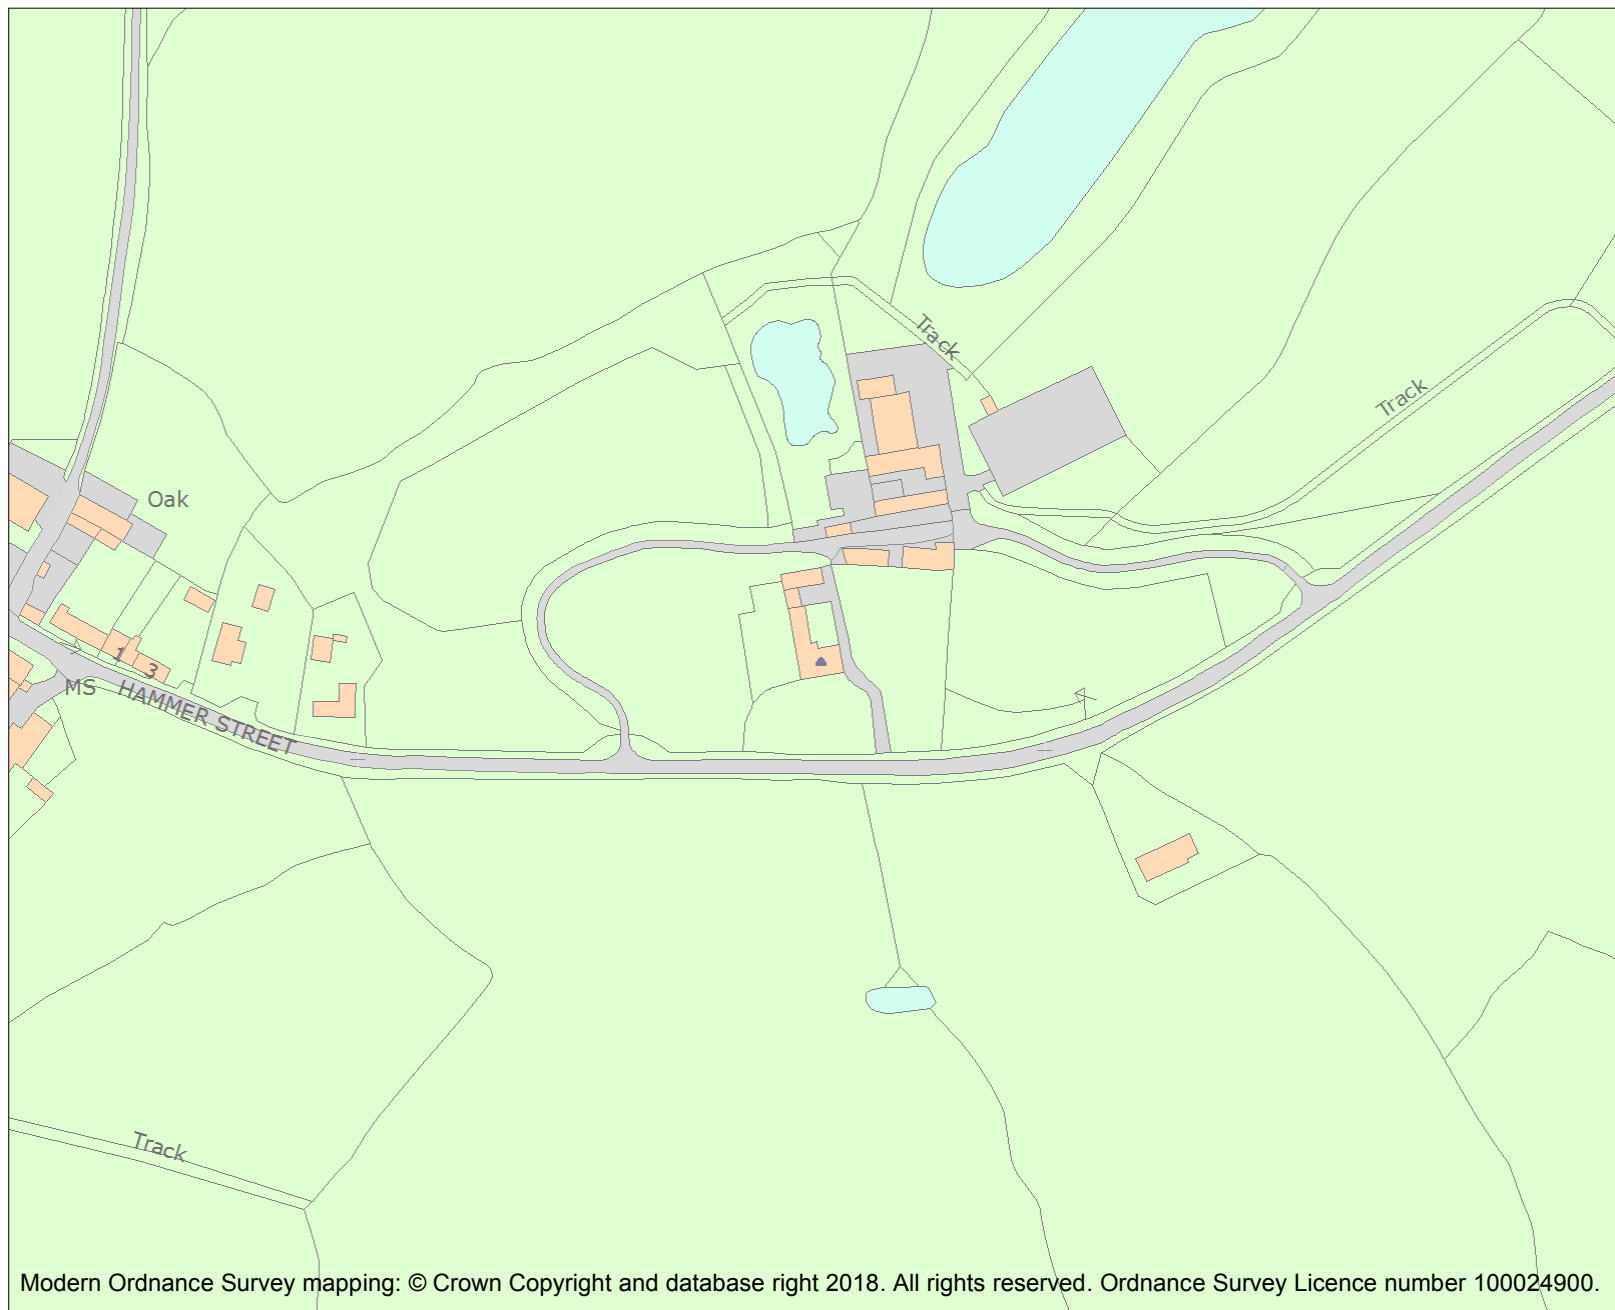 Track
Track
Oak
1
3
MS
HAMMER STREET
Track
Modern Ordnance Survey mapping: © Crown Copyright and database right 2018. All rights reserved. Ordnance Survey Licence number 100024900.